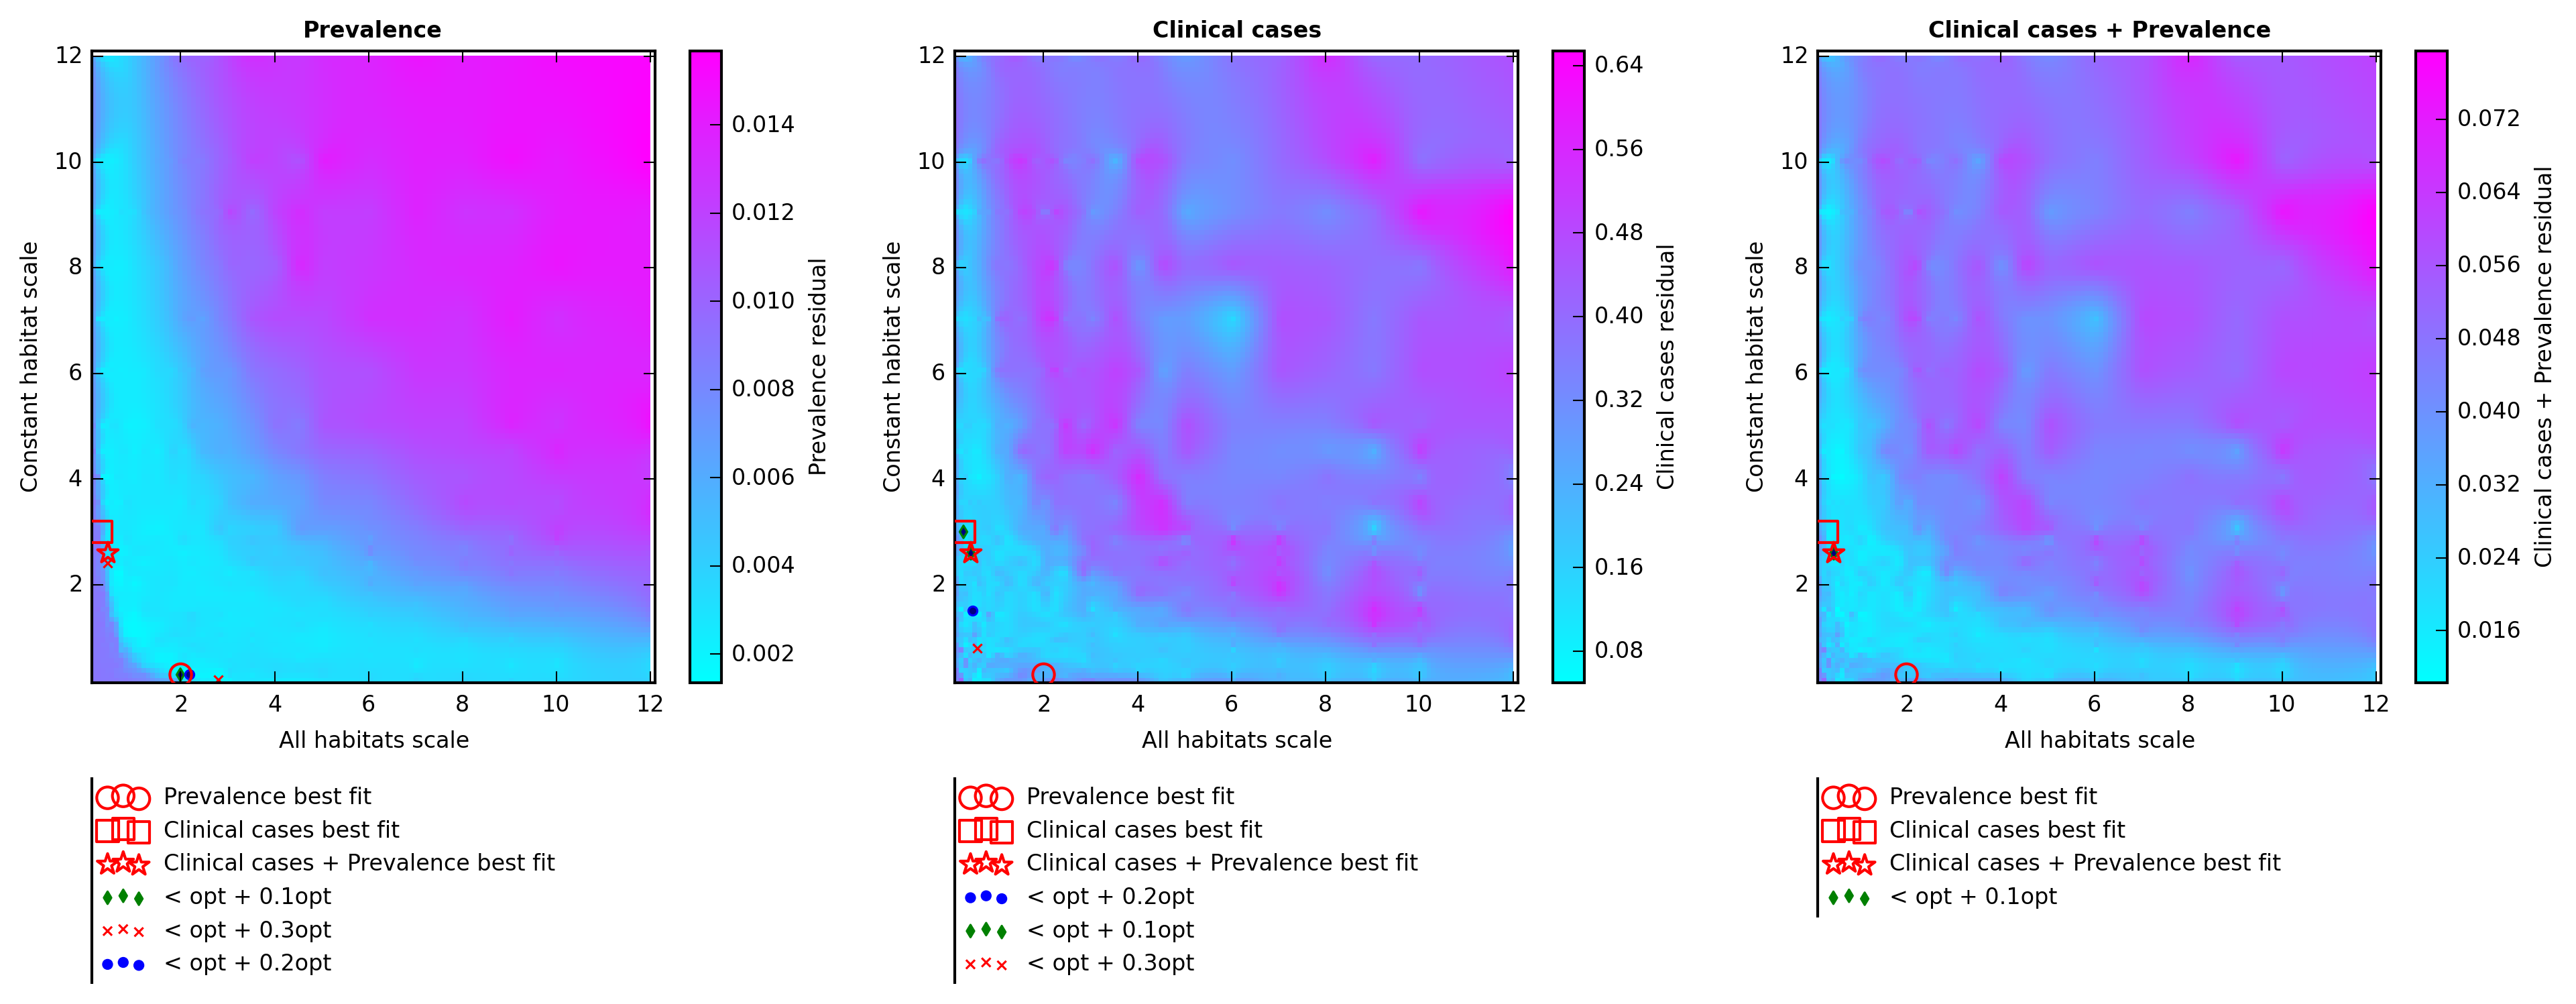 Prevalence
12
10
8
6
4
2
2
4
6
8
10
12
Constant habitat scale
All habitats scale
0.014
0.012
0.010
0.008
0.006
0.004
0.002
Prevalence residual
Prevalence best fit
Clinical cases best fit
Clinical cases + Prevalence best fit
< opt + 0.1opt
< opt + 0.3opt
< opt + 0.2opt
Clinical cases
12
10
8
6
4
2
2
4
6
8
10
12
Constant habitat scale
All habitats scale
0.64
0.56
0.48
0.40
0.32
0.24
0.16
0.08
Clinical cases residual
Prevalence best fit
Clinical cases best fit
Clinical cases + Prevalence best fit
< opt + 0.2opt
< opt + 0.1opt
< opt + 0.3opt
Clinical cases + Prevalence
12
10
8
6
4
2
2
4
6
8
10
12
Constant habitat scale
All habitats scale
0.072
0.064
0.056
0.048
0.040
0.032
0.024
0.016
Clinical cases + Prevalence residual
Prevalence best fit
Clinical cases best fit
Clinical cases + Prevalence best fit
< opt + 0.1opt